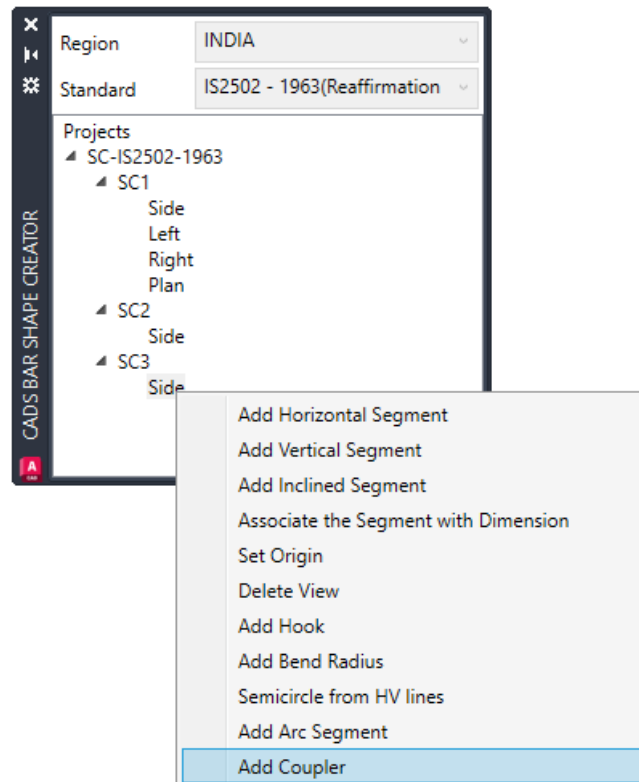 Region INDIA
Standard IS2502 - 1963(Reaffirmation
Projects
SC-IS2502-1963
SC1
Side
Left
Right
Plan
SC2
Side
SC3
Side
CADS BAR SHAPE CREATOR
A
CAD
Add Horizontal Segment
Add Vertical Segment
Add Inclined Segment
Associate the Segment with Dimension
Set Origin
Delete View
Add Hook
Add Bend Radius
Semicircle from HV lines
Add Arc Segment
Add Coupler